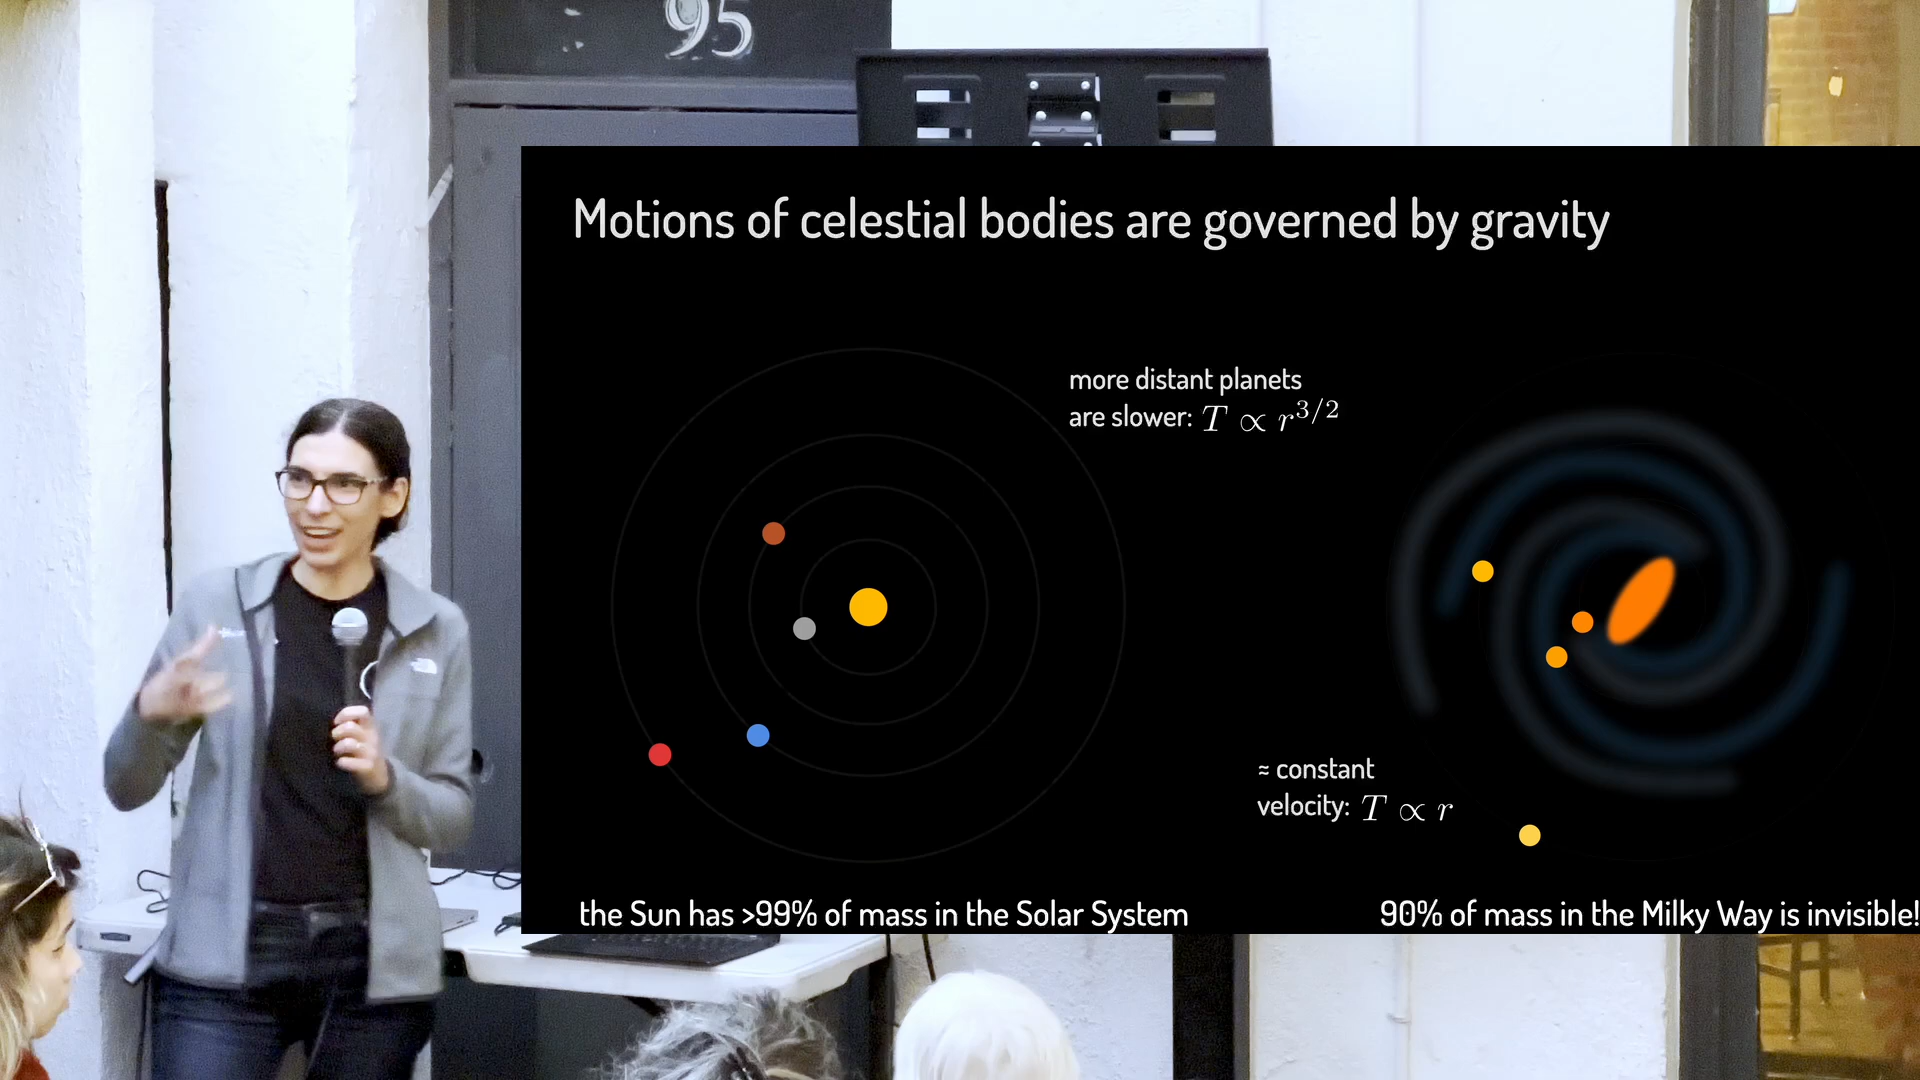 95
Motions of celestial bodies are governed by gravity
more distant planets
are slower: T ∝ r^{3/2}
≈ constant
velocity: T ∝ r
the Sun has >99% of mass in the Solar System
90% of mass in the Milky Way is invisible!